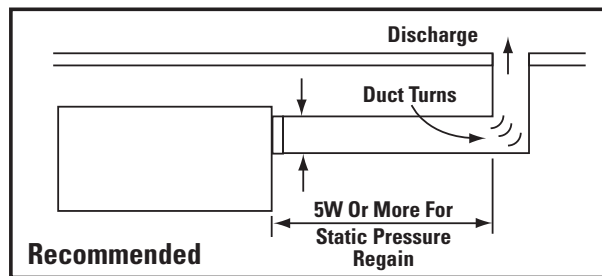 Discharge
Duct Turns
5W Or More For
Static Pressure
Regain
Recommended